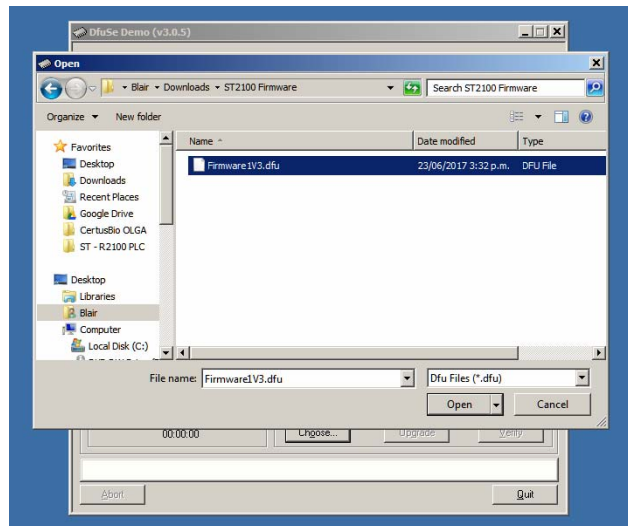 DfuSe Demo (v3.0.5)
Open
Blair Downloads ST2100 Firmware Search ST2100 Firmware
Organize New folder
Favorites
Desktop
Downloads
Recent Places
Google Drive
CertusBio OLGA
ST - R2100 PLC
Desktop
Libraries
Blair
Computer
Local Disk (C:)
Name Date modified Type
Firmware1V3.dfu 23/06/2017 3:32 p.m. DFU File
File name: Firmware1V3.dfu Dfu Files (*.dfu)
Open Cancel
00:00:00 Choose... Upgrade Verify
Abort Quit